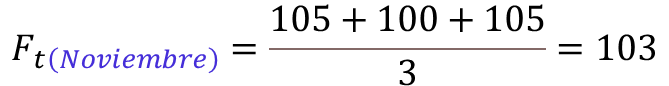 F_t(Noviembre) = (105 + 100 + 105) / 3 = 103